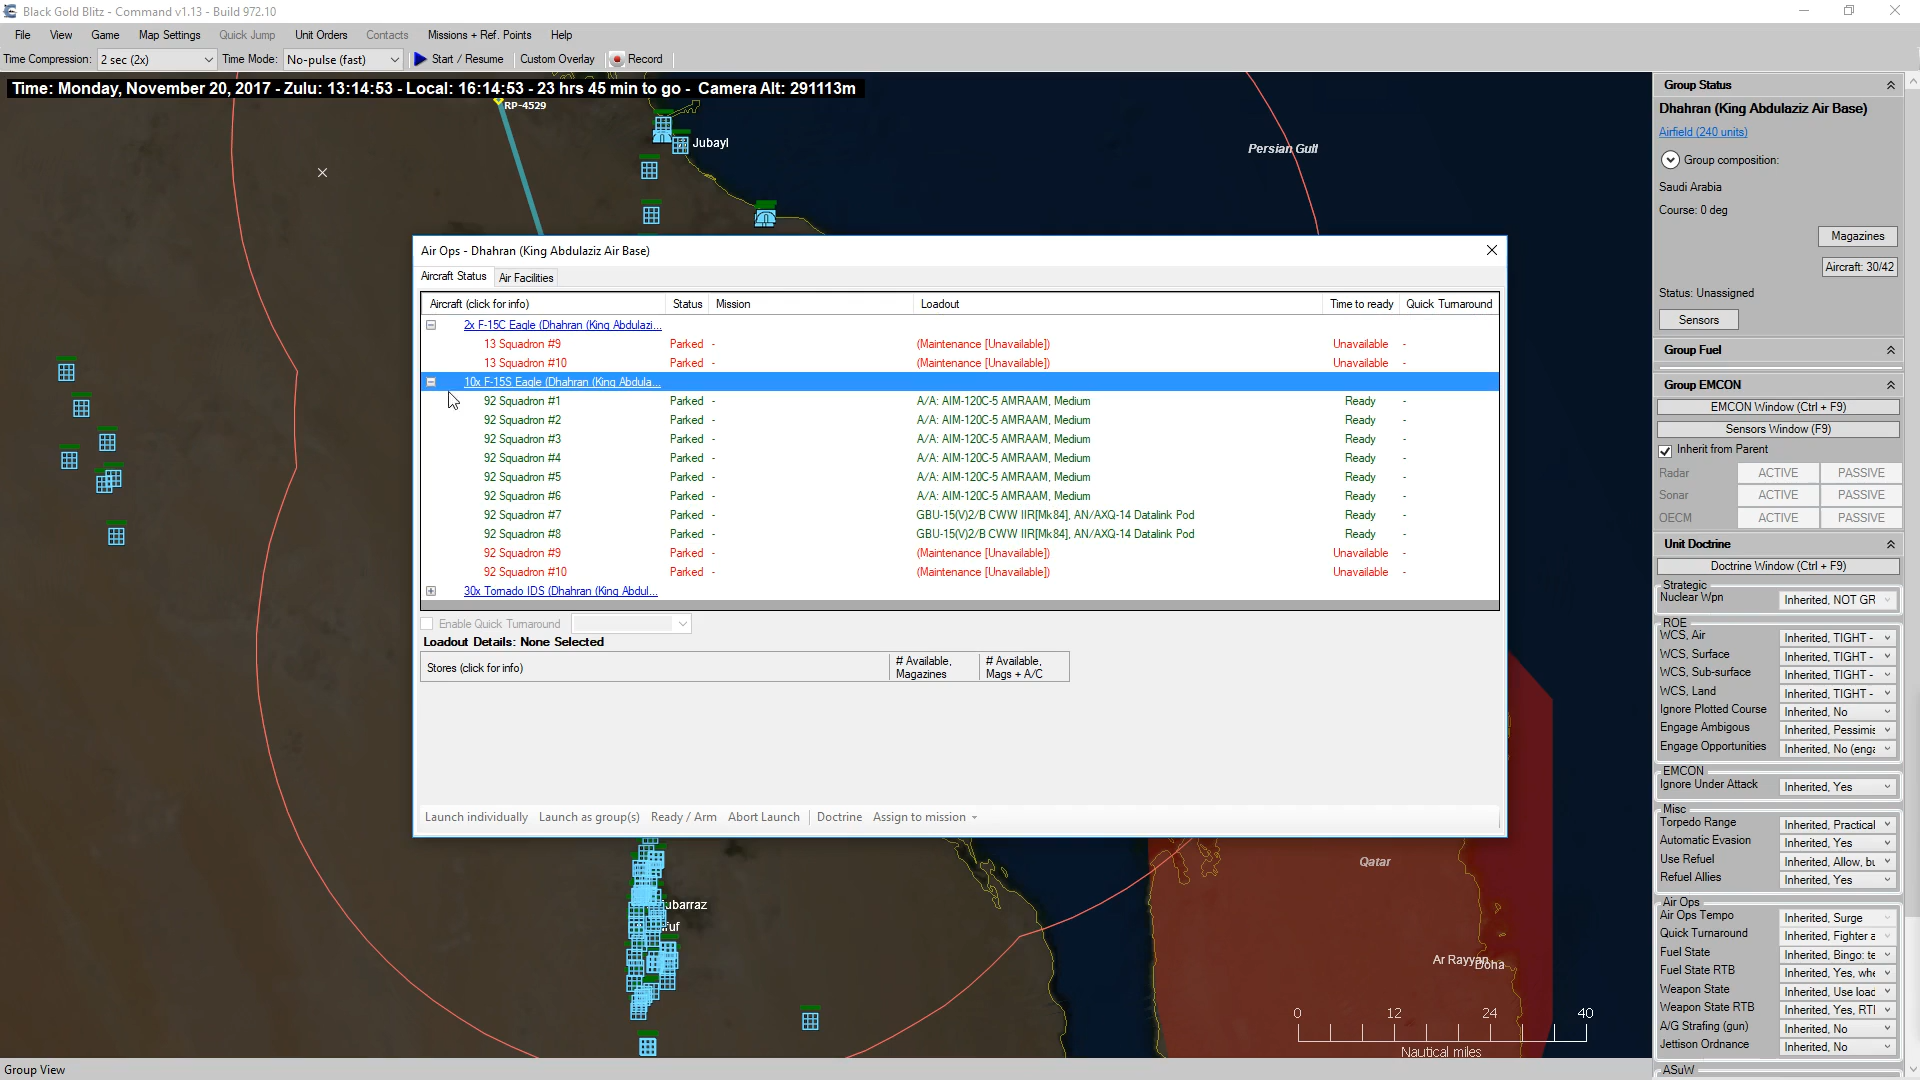 Black Gold Blitz - Command v1.13 - Build 972.10
File View Game Map Settings Quick Jump Unit Orders Contacts Missions + Ref. Points Help
Time Compression: 2 sec (2x) Time Mode: No-pulse (fast) Start / Resume Custom Overlay Record
Time: Monday, November 20, 2017 - Zulu: 13:14:53 - Local: 16:14:53 - 23 hrs 45 min to go - Camera Alt: 291113m
RP-4529
Jubayl
Persian Gulf
Air Ops - Dhahran (King Abdulaziz Air Base)
Aircraft Status Air Facilities
Aircraft (click for info) Status Mission Loadout Time to ready Quick Turnaround
2x F-15C Eagle (Dhahran (King Abdulazi...
13 Squadron #9 Parked - (Maintenance [Unavailable]) Unavailable -
13 Squadron #10 Parked - (Maintenance [Unavailable]) Unavailable -
10x F-15S Eagle (Dhahran (King Abdula...
92 Squadron #1 Parked - A/A: AIM-120C-5 AMRAAM, Medium Ready -
92 Squadron #2 Parked - A/A: AIM-120C-5 AMRAAM, Medium Ready -
92 Squadron #3 Parked - A/A: AIM-120C-5 AMRAAM, Medium Ready -
92 Squadron #4 Parked - A/A: AIM-120C-5 AMRAAM, Medium Ready -
92 Squadron #5 Parked - A/A: AIM-120C-5 AMRAAM, Medium Ready -
92 Squadron #6 Parked - A/A: AIM-120C-5 AMRAAM, Medium Ready -
92 Squadron #7 Parked - GBU-15(V)2/B CWW IIR[Mk84], AN/AXQ-14 Datalink Pod Ready -
92 Squadron #8 Parked - GBU-15(V)2/B CWW IIR[Mk84], AN/AXQ-14 Datalink Pod Ready -
92 Squadron #9 Parked - (Maintenance [Unavailable]) Unavailable -
92 Squadron #10 Parked - (Maintenance [Unavailable]) Unavailable -
30x Tornado IDS (Dhahran (King Abdul...
Enable Quick Turnaround
Loadout Details: None Selected
Stores (click for info) # Available, Magazines # Available, Mags + A/C
Launch individually Launch as group(s) Ready / Arm Abort Launch Doctrine Assign to mission
Qatar
ubarraz
fuf
Ar Rayyan
Doha
0 12 24 40
Nautical miles
Group View
Group Status
Dhahran (King Abdulaziz Air Base)
Airfield (240 units)
Group composition:
Saudi Arabia
Course: 0 deg
Magazines
Aircraft: 30/42
Status: Unassigned
Sensors
Group Fuel
Group EMCON
EMCON Window (Ctrl + F9)
Sensors Window (F9)
Inherit from Parent
Radar ACTIVE PASSIVE
Sonar ACTIVE PASSIVE
OECM ACTIVE PASSIVE
Unit Doctrine
Doctrine Window (Ctrl + F9)
Strategic
Nuclear Wpn Inherited, NOT GR
ROE
WCS, Air Inherited, TIGHT -
WCS, Surface Inherited, TIGHT -
WCS, Sub-surface Inherited, TIGHT -
WCS, Land Inherited, TIGHT -
Ignore Plotted Course Inherited, No
Engage Ambigous Inherited, Pessimis
Engage Opportunities Inherited, No (enga
EMCON
Ignore Under Attack Inherited, Yes
Misc
Torpedo Range Inherited, Practical
Automatic Evasion Inherited, Yes
Use Refuel Inherited, Allow, bu
Refuel Allies Inherited, Yes
Air Ops
Air Ops Tempo Inherited, Surge
Quick Turnaround Inherited, Fighter a
Fuel State Inherited, Bingo: te
Fuel State RTB Inherited, Yes, whe
Weapon State Inherited, Use load
Weapon State RTB Inherited, Yes, RTI
A/G Strafing (gun) Inherited, No
Jettison Ordnance Inherited, No
ASuW